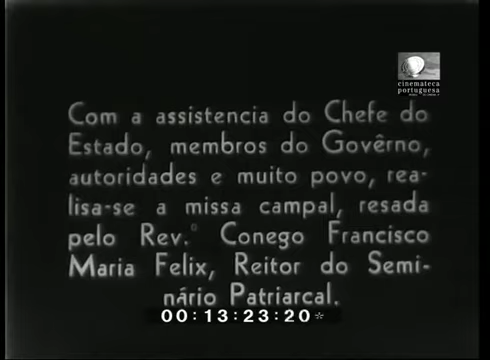 cinemateca
portuguesa
Com a assistencia do Chefe do
Estado, membros do Govêrno,
autoridades e muito povo, rea-
lisa-se a missa campal, resada
pelo Rev.º Conego Francisco
Maria Felix, Reitor do Semi-
nário Patriarcal.
00:13:23:20*